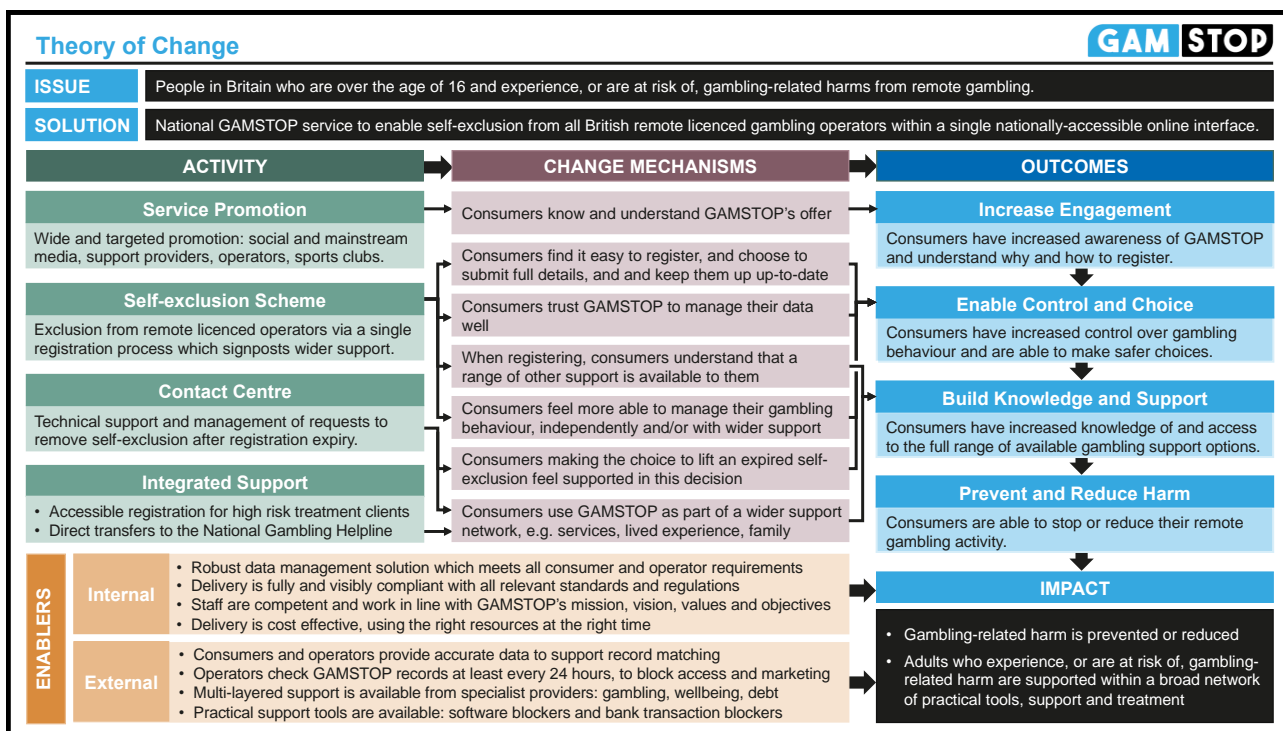 Theory of Change
GAMSTOP
ISSUE
People in Britain who are over the age of 16 and experience, or are at risk of, gambling-related harms from remote gambling.
SOLUTION
National GAMSTOP service to enable self-exclusion from all British remote licenced gambling operators within a single nationally-accessible online interface.
ACTIVITY
Service Promotion
Wide and targeted promotion: social and mainstream
media, support providers, operators, sports clubs.
Self-exclusion Scheme
Exclusion from remote licenced operators via a single
registration process which signposts wider support.
Contact Centre
Technical support and management of requests to
remove self-exclusion after registration expiry.
Integrated Support
• Accessible registration for high risk treatment clients
• Direct transfers to the National Gambling Helpline
CHANGE MECHANISMS
Consumers know and understand GAMSTOP's offer
Consumers find it easy to register, and choose to
submit full details, and and keep them up up-to-date
Consumers trust GAMSTOP to manage their data
well
When registering, consumers understand that a
range of other support is available to them
Consumers feel more able to manage their gambling
behaviour, independently and/or with wider support
Consumers making the choice to lift an expired self-
exclusion feel supported in this decision
Consumers use GAMSTOP as part of a wider support
network, e.g. services, lived experience, family
OUTCOMES
Increase Engagement
Consumers have increased awareness of GAMSTOP
and understand why and how to register.
Enable Control and Choice
Consumers have increased control over gambling
behaviour and are able to make safer choices.
Build Knowledge and Support
Consumers have increased knowledge of and access
to the full range of available gambling support options.
Prevent and Reduce Harm
Consumers are able to stop or reduce their remote
gambling activity.
ENABLERS
Internal
• Robust data management solution which meets all consumer and operator requirements
• Delivery is fully and visibly compliant with all relevant standards and regulations
• Staff are competent and work in line with GAMSTOP's mission, vision, values and objectives
• Delivery is cost effective, using the right resources at the right time
External
• Consumers and operators provide accurate data to support record matching
• Operators check GAMSTOP records at least every 24 hours, to block access and marketing
• Multi-layered support is available from specialist providers: gambling, wellbeing, debt
• Practical support tools are available: software blockers and bank transaction blockers
IMPACT
• Gambling-related harm is prevented or reduced
• Adults who experience, or are at risk of, gambling-
related harm are supported within a broad network
of practical tools, support and treatment